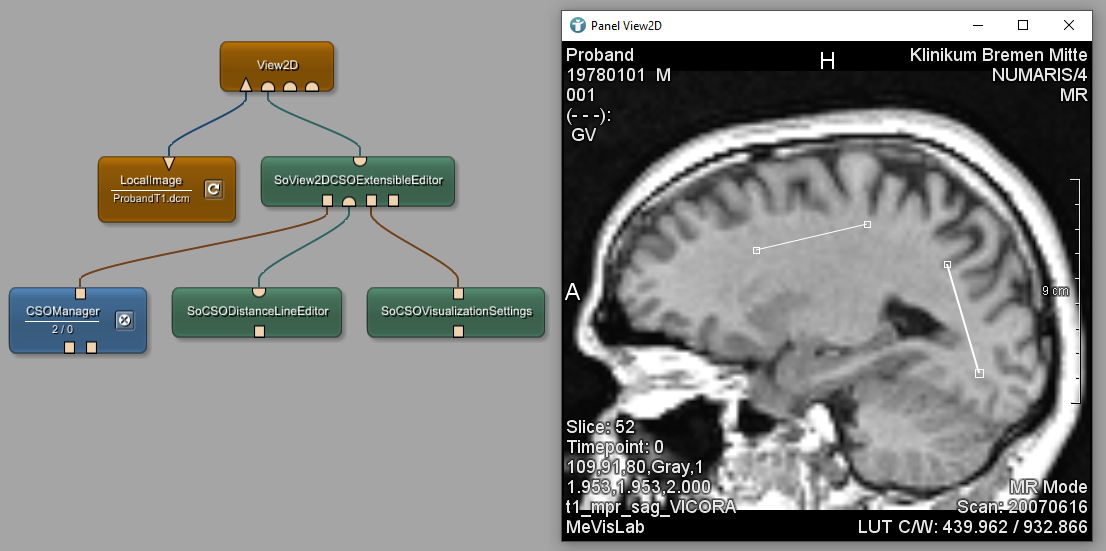 View2D
LocalImage
ProbandT1.dcm
SoView2DCSOExtensibleEditor
CSOManager
2 / 0
SoCSODistanceLineEditor
SoCSOVisualizationSettings
Panel View2D
Proband
19780101 M
001
(- - -):
GV
H
Klinikum Bremen Mitte
NUMARIS/4
MR
A
9 cm
Slice: 52
Timepoint: 0
109,91,80,Gray,1
1.953,1.953,2.000
t1_mpr_sag_VICORA
MeVisLab
MR Mode
Scan: 20070616
LUT C/W: 439.962 / 932.866